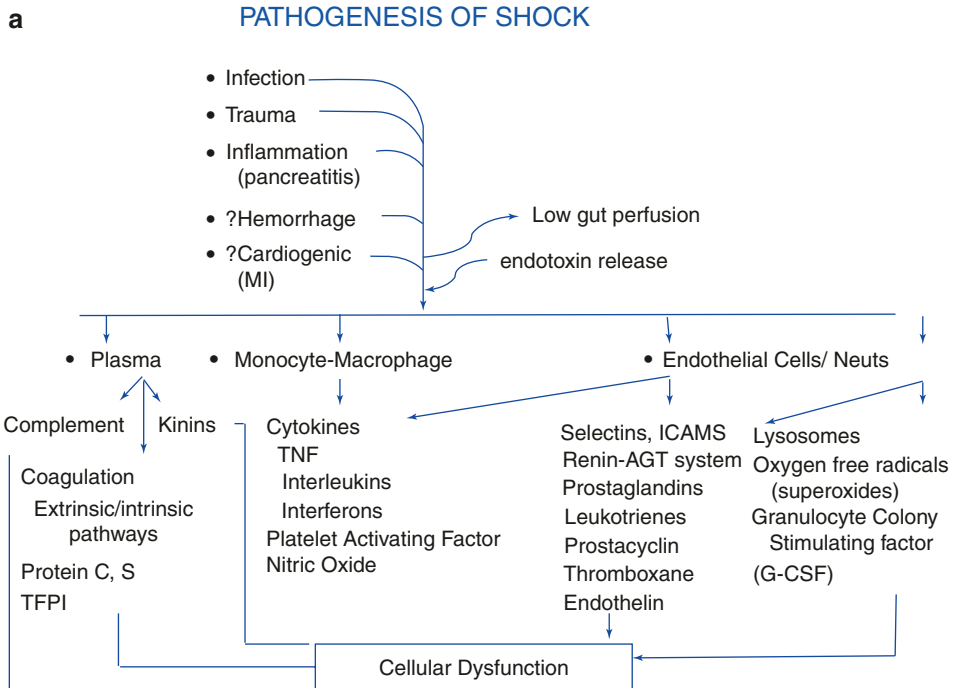 a
PATHOGENESIS OF SHOCK
• Infection
• Trauma
• Inflammation
(pancreatitis)
• ?Hemorrhage
• ?Cardiogenic
(MI)
Low gut perfusion
endotoxin release
• Plasma
• Monocyte-Macrophage
• Endothelial Cells/ Neuts
Complement
Kinins
Coagulation
Extrinsic/intrinsic
pathways
Protein C, S
TFPI
Cytokines
TNF
Interleukins
Interferons
Platelet Activating Factor
Nitric Oxide
Selectins, ICAMS
Renin-AGT system
Prostaglandins
Leukotrienes
Prostacyclin
Thromboxane
Endothelin
Lysosomes
Oxygen free radicals
(superoxides)
Granulocyte Colony
Stimulating factor
(G-CSF)
Cellular Dysfunction